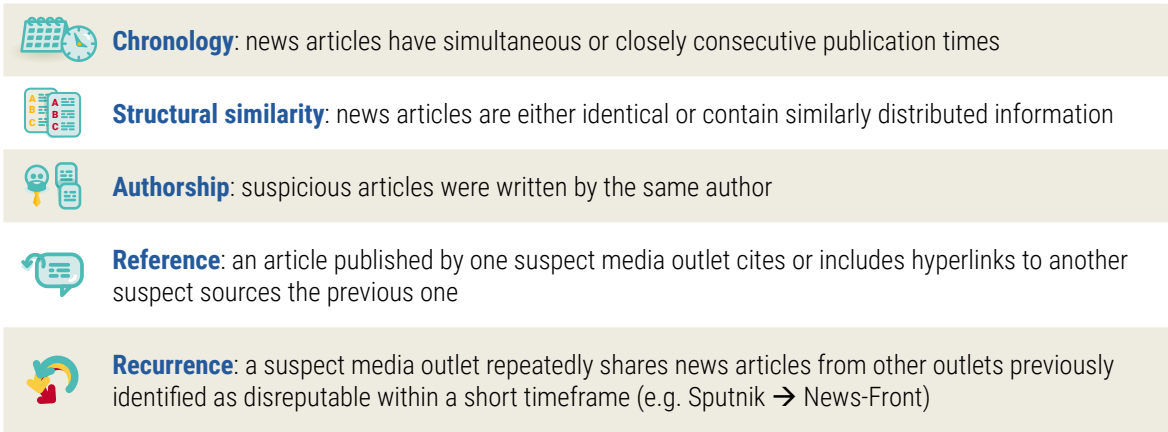 Chronology: news articles have simultaneous or closely consecutive publication times
A
B
C
A
B
C
Structural similarity: news articles are either identical or contain similarly distributed information
Authorship: suspicious articles were written by the same author
Reference: an article published by one suspect media outlet cites or includes hyperlinks to another
suspect sources the previous one
Recurrence: a suspect media outlet repeatedly shares news articles from other outlets previously
identified as disreputable within a short timeframe (e.g. Sputnik → News-Front)